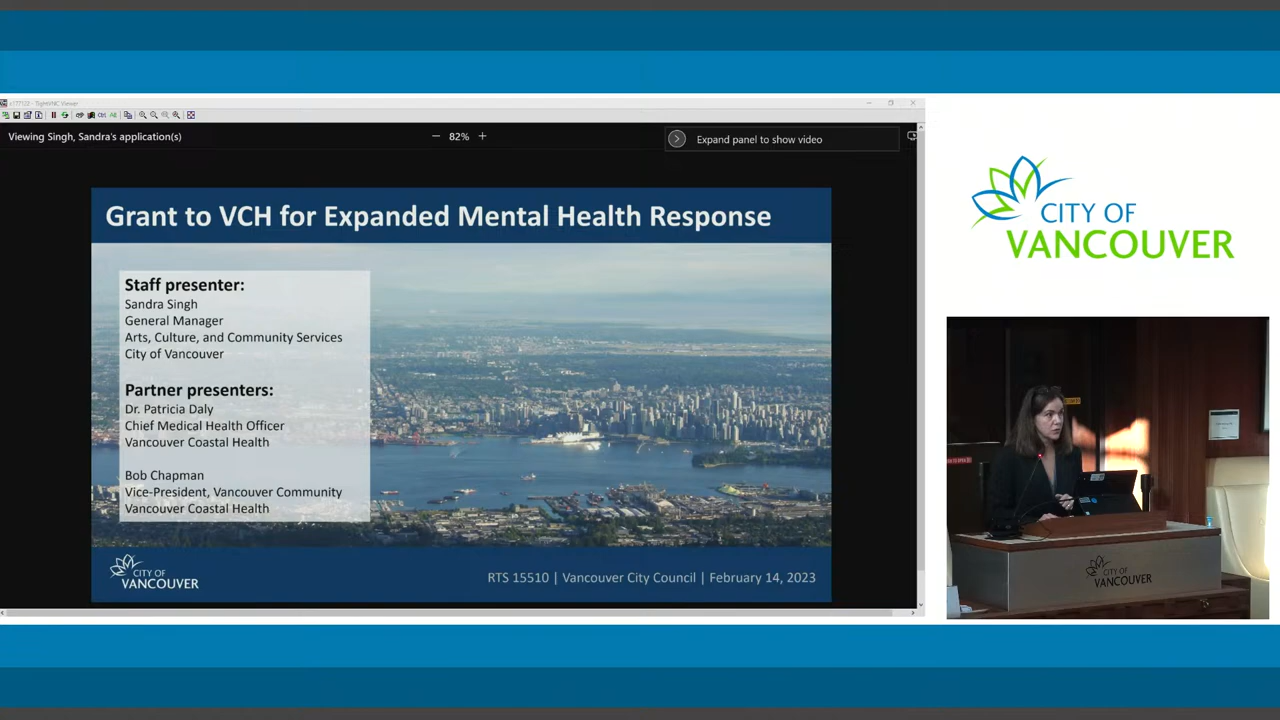 TightVNC Viewer
Viewing Singh, Sandra's application(s)
82%
Expand panel to show video
Grant to VCH for Expanded Mental Health Response
Staff presenter:
Sandra Singh
General Manager
Arts, Culture, and Community Services
City of Vancouver
Partner presenters:
Dr. Patricia Daly
Chief Medical Health Officer
Vancouver Coastal Health
Bob Chapman
Vice-President, Vancouver Community
Vancouver Coastal Health
CITY OF
VANCOUVER
RTS 15510 | Vancouver City Council | February 14, 2023
CITY OF
VANCOUVER
CITY OF
VANCOUVER